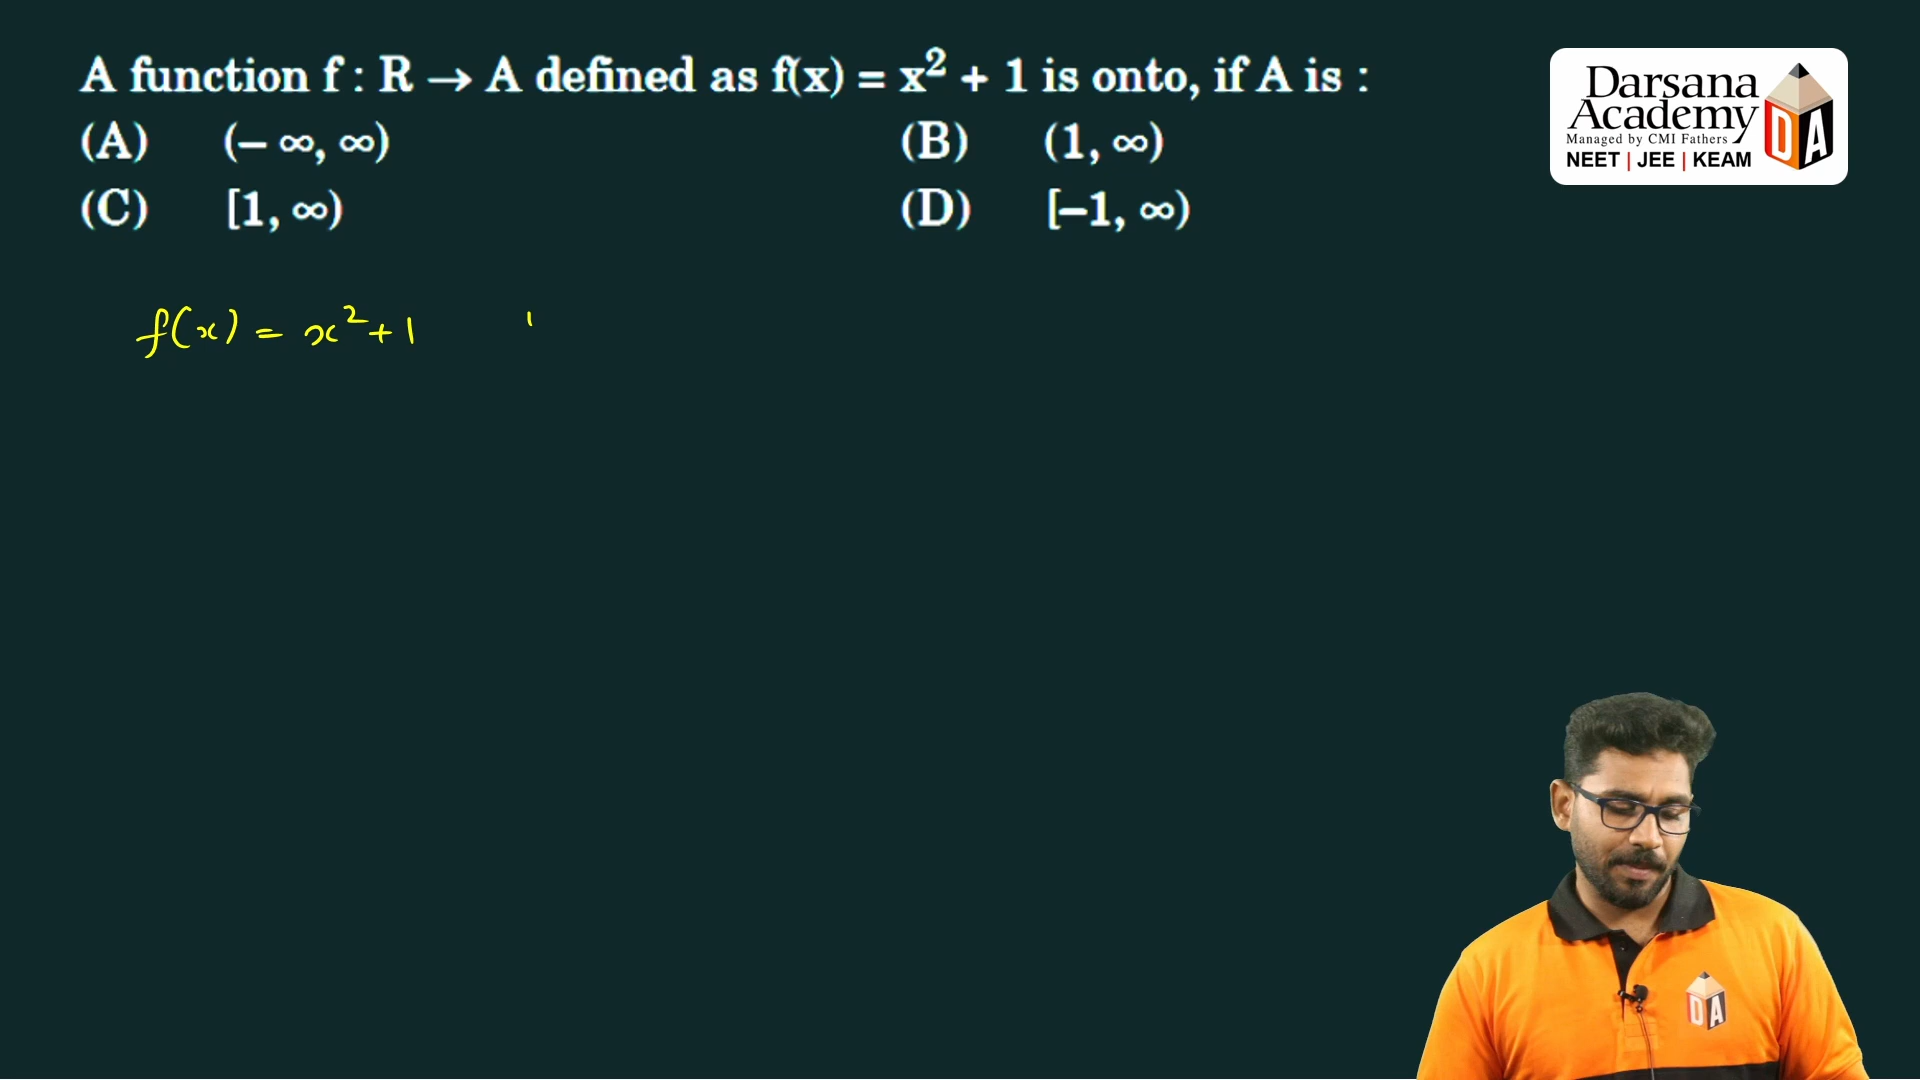 A function f : R → A defined as f(x) = x² + 1 is onto, if A is :
(A) (– ∞, ∞) (B) (1, ∞)
(C) [1, ∞) (D) [–1, ∞)
f(x) = x² + 1
Darsana
Academy
Managed by CMI Fathers
NEET | JEE | KEAM
DA
DA